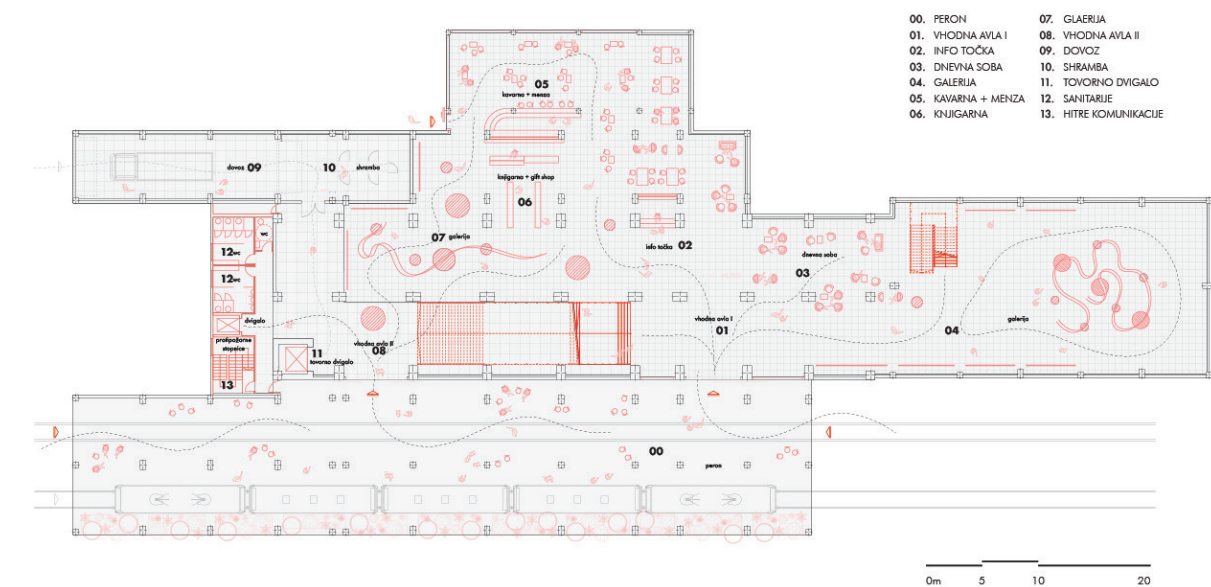 00. PERON
01. VHODNA AVLA I
02. INFO TOČKA
03. DNEVNA SOBA
04. GALERIJA
05. KAVARNA + MENZA
06. KNJIGARNA
07. GLAERIJA
08. VHODNA AVLA II
09. DOVOZ
10. SHRAMBA
11. TOVORNO DVIGALO
12. SANITARIJE
13. HITRE KOMUNIKACIJE
05
kavarna + menza
dovoz 09
10 shramba
knjigarna + gift shop
06
wc
07 galerija
12 wc
info točka 02
dnevna soba
03
12 wc
dvigalo
vhodna avla I
01
galerija
04
protipožarne
stopnice
vhodna avla II
08
11
tovorno dvigalo
13
00
peron
0m 5 10 20